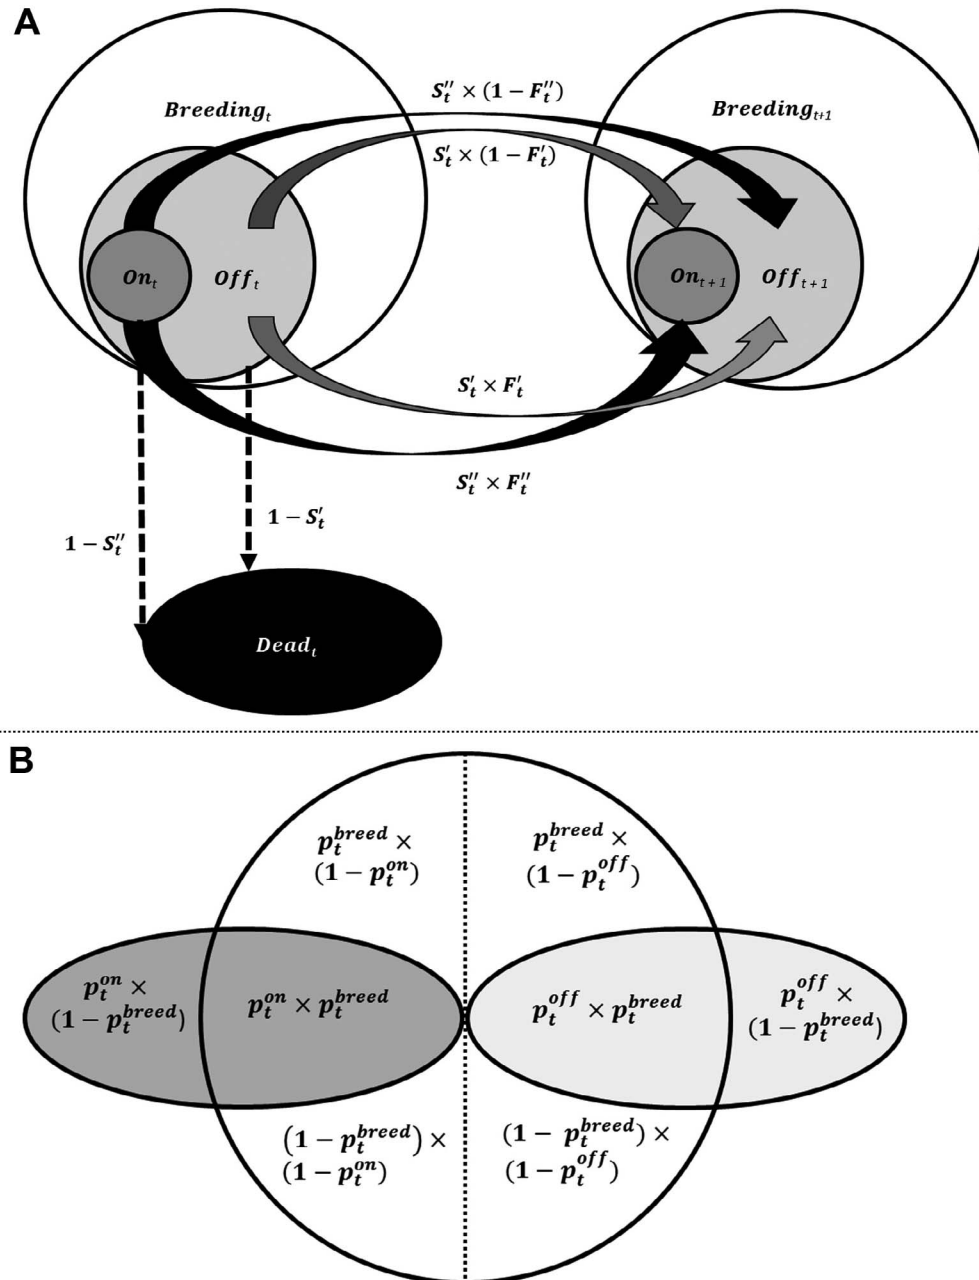 A
Breeding_t
Breeding_{t+1}
S''_t × (1 − F''_t)
S'_t × (1 − F'_t)
On_t
Off_t
On_{t+1}
Off_{t+1}
S'_t × F'_t
S''_t × F''_t
1 − S'_t
1 − S''_t
Dead_t
B
p_t^{breed} ×
(1 − p_t^{on})
p_t^{breed} ×
(1 − p_t^{off})
p_t^{on} ×
(1 − p_t^{breed})
p_t^{on} × p_t^{breed}
p_t^{off} × p_t^{breed}
p_t^{off} ×
(1 − p_t^{breed})
(1 − p_t^{breed}) ×
(1 − p_t^{on})
(1 − p_t^{breed}) ×
(1 − p_t^{off})